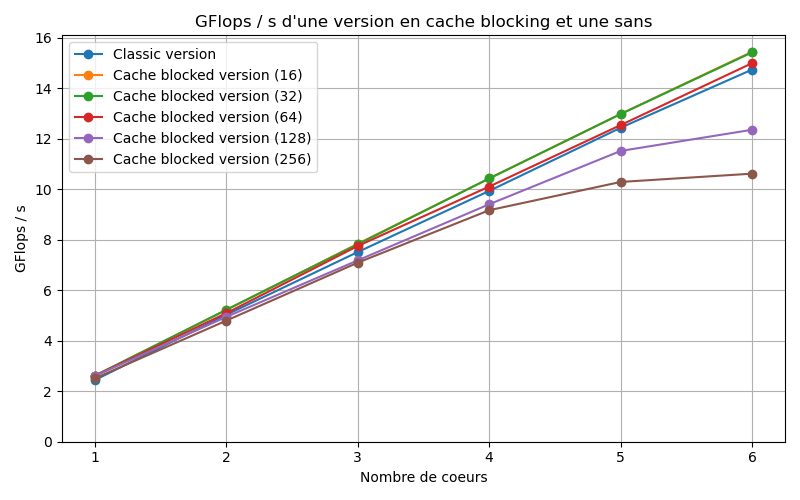 GFlops / s d'une version en cache blocking et une sans
16
14
12
10
8
6
4
2
0
GFlops / s
Classic version
Cache blocked version (16)
Cache blocked version (32)
Cache blocked version (64)
Cache blocked version (128)
Cache blocked version (256)
1 2 3 4 5 6
Nombre de coeurs